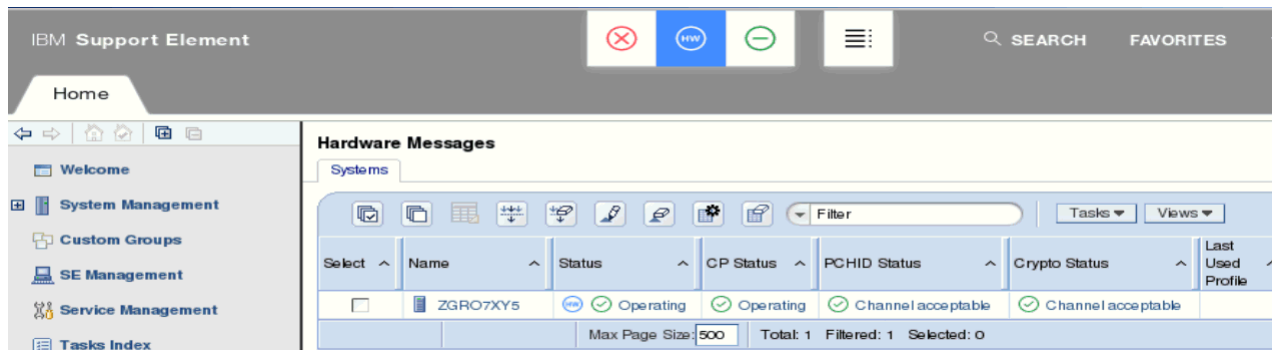 IBM Support Element
HW
SEARCH
FAVORITES
Home
Welcome
System Management
Custom Groups
SE Management
Service Management
Tasks Index
Hardware Messages
Systems
Filter
Tasks
Views
Select Name Status CP Status PCHID Status Crypto Status Last Used Profile
ZGRO7XY5 HW Operating Operating Channel acceptable Channel acceptable
Max Page Size: 500 Total: 1 Filtered: 1 Selected: 0